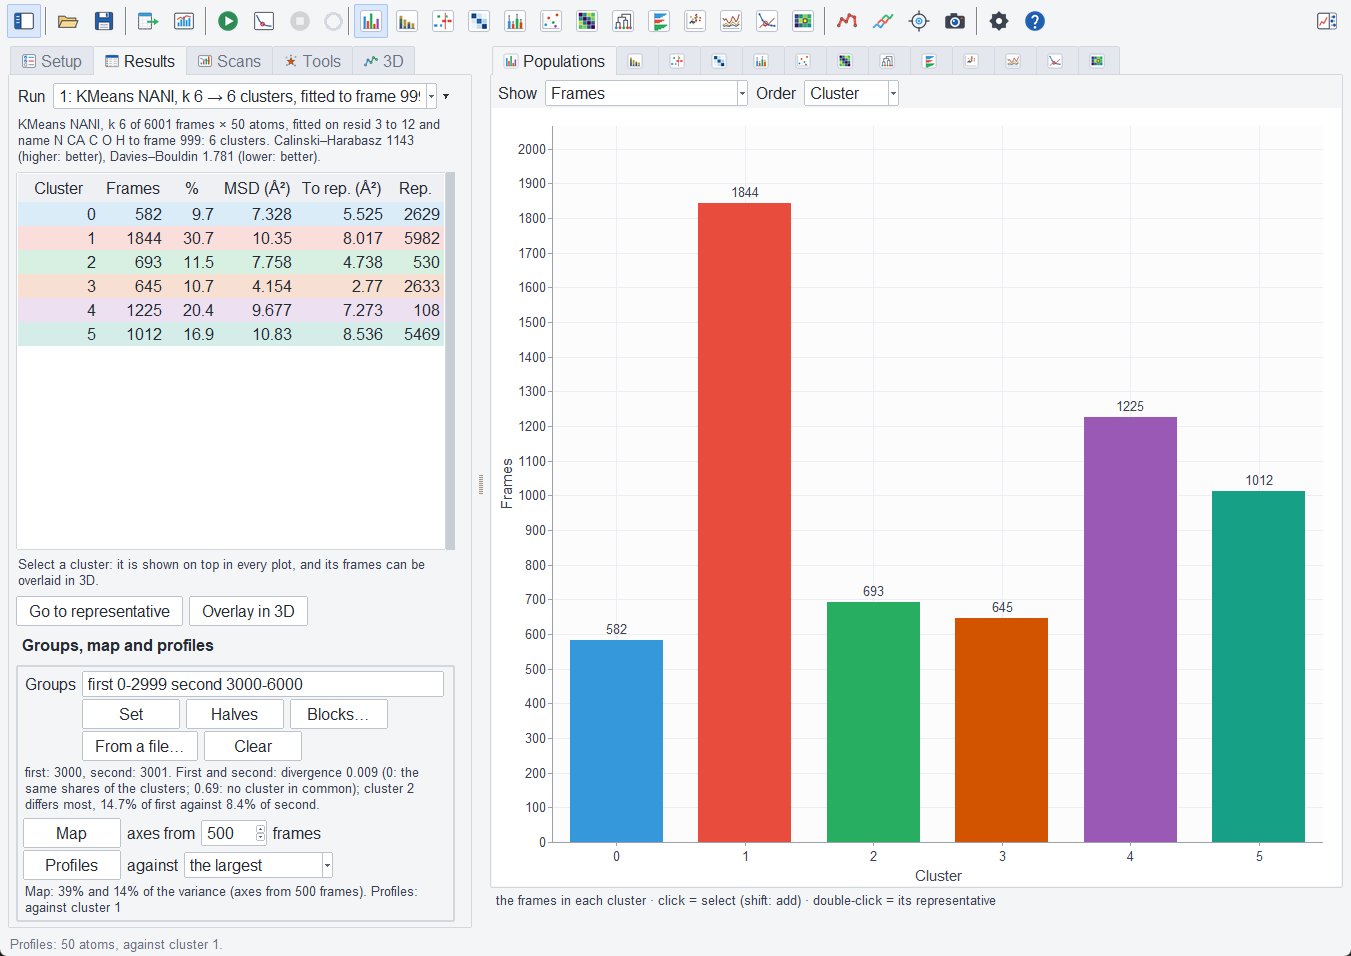 Setup
Results
Scans
Tools
3D
Populations
Run
1: KMeans NANI, k 6 → 6 clusters, fitted to frame 999
Show
Frames
Order
Cluster
KMeans NANI, k 6 of 6001 frames × 50 atoms, fitted on resid 3 to 12 and
name N CA C O H to frame 999: 6 clusters. Calinski–Harabasz 1143
(higher: better), Davies–Bouldin 1.781 (lower: better).
Cluster Frames % MSD (Å²) To rep. (Å²) Rep.
0 582 9.7 7.328 5.525 2629
1 1844 30.7 10.35 8.017 5982
2 693 11.5 7.758 4.738 530
3 645 10.7 4.154 2.77 2633
4 1225 20.4 9.677 7.273 108
5 1012 16.9 10.83 8.536 5469
Select a cluster: it is shown on top in every plot, and its frames can be
overlaid in 3D.
Go to representative
Overlay in 3D
Groups, map and profiles
Groups
first 0-2999 second 3000-6000
Set
Halves
Blocks...
From a file...
Clear
first: 3000, second: 3001. First and second: divergence 0.009 (0: the
same shares of the clusters; 0.69: no cluster in common); cluster 2
differs most, 14.7% of first against 8.4% of second.
Map
axes from
500
frames
Profiles
against
the largest
Map: 39% and 14% of the variance (axes from 500 frames). Profiles:
against cluster 1
Profiles: 50 atoms, against cluster 1.
Frames
2000
1900
1800
1700
1600
1500
1400
1300
1200
1100
1000
900
800
700
600
500
400
300
200
100
0
582
1844
693
645
1225
1012
0
1
2
3
4
5
Cluster
the frames in each cluster · click = select (shift: add) · double-click = its representative